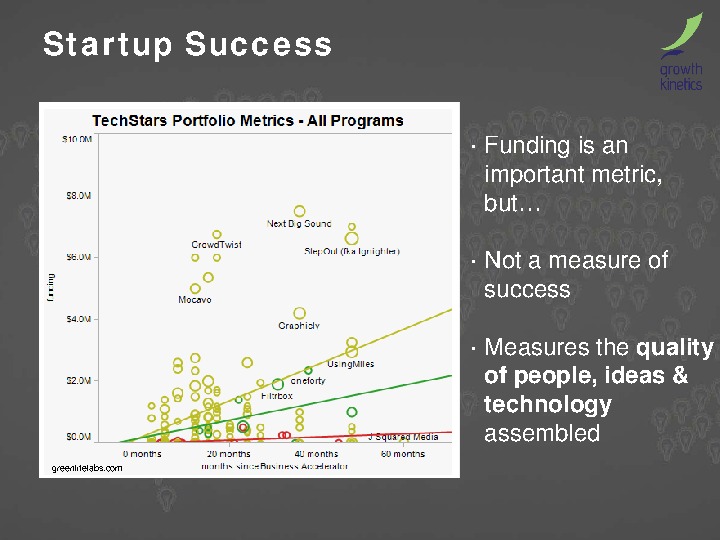 Startup Success
growth
kinetics
TechStars Portfolio Metrics - All Programs
$10.0M
$8.0M
Next Big Sound
CrowdTwist
StepOut (fka Ignighter)
$6.0M
funding
Mocavo
$4.0M
Graphicly
UsingMiles
$2.0M
oneforty
Filtrbox
$0.0M
J Squared Media
0 months
20 months
40 months
60 months
greenlitelabs.com
months since Business Accelerator
· Funding is an
important metric,
but…
· Not a measure of
success
· Measures the quality
of people, ideas &
technology
assembled